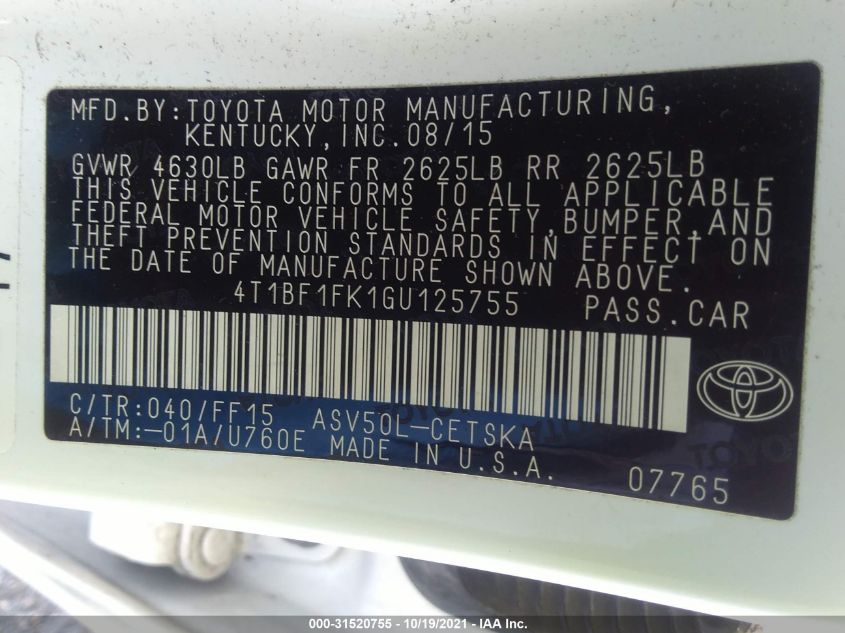 MFD.BY:TOYOTA MOTOR MANUFACTURING,
KENTUCKY,INC.08/15
GVWR 4630LB GAWR FR 2625LB RR 2625LB
THIS VEHICLE CONFORMS TO ALL APPLICABLE
FEDERAL MOTOR VEHICLE SAFETY,BUMPER,AND
THEFT PREVENTION STANDARDS IN EFFECT ON
THE DATE OF MANUFACTURE SHOWN ABOVE.
4T1BF1FK1GU125755 PASS.CAR
C/TR:040/FF15 ASV50L-CETSKA
A/TM:-01A/U760E MADE IN U.S.A.
07765
000-31520755 - 10/19/2021 - IAA Inc.